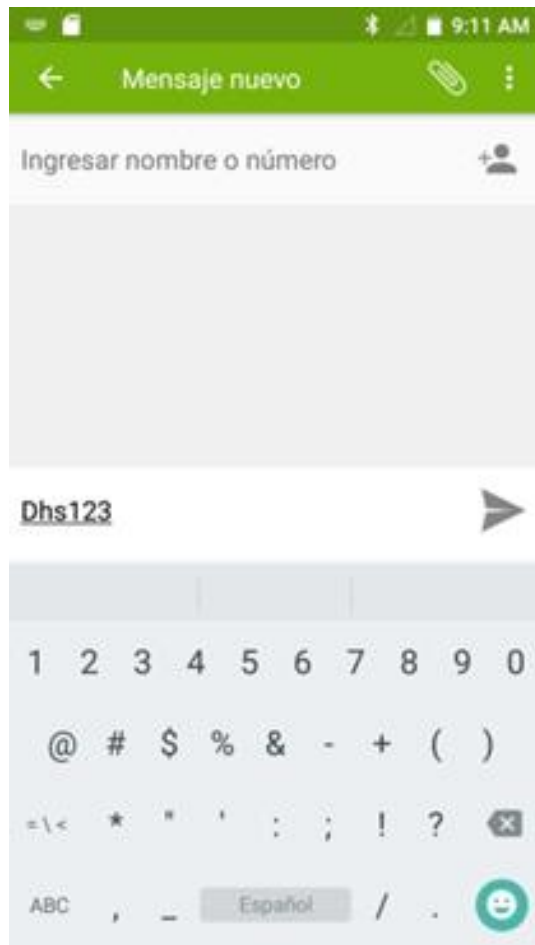 9:11 AM
Mensaje nuevo
Ingresar nombre o número
Dhs123
1 2 3 4 5 6 7 8 9 0
@ # $ % & - + ( )
= \ < * " ' : ; ! ?
ABC , _ Español / .